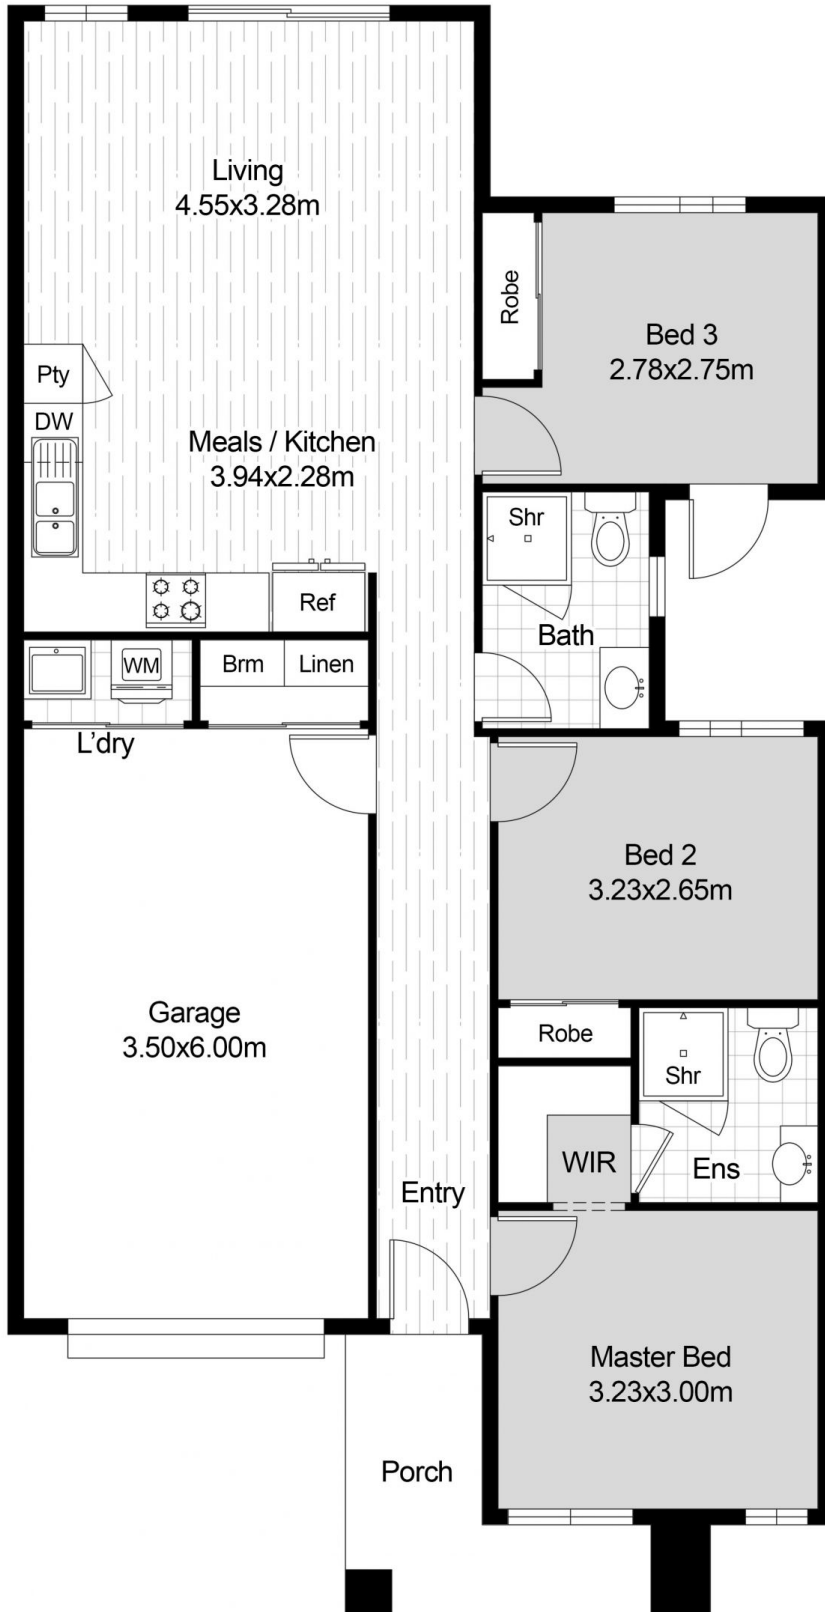 Living
4.55x3.28m
Robe
Bed 3
2.78x2.75m
Pty
DW
Meals / Kitchen
3.94x2.28m
Shr
Ref
Bath
WM
Brm
Linen
L'dry
Bed 2
3.23x2.65m
Garage
3.50x6.00m
Robe
Shr
WIR
Ens
Entry
Master Bed
3.23x3.00m
Porch